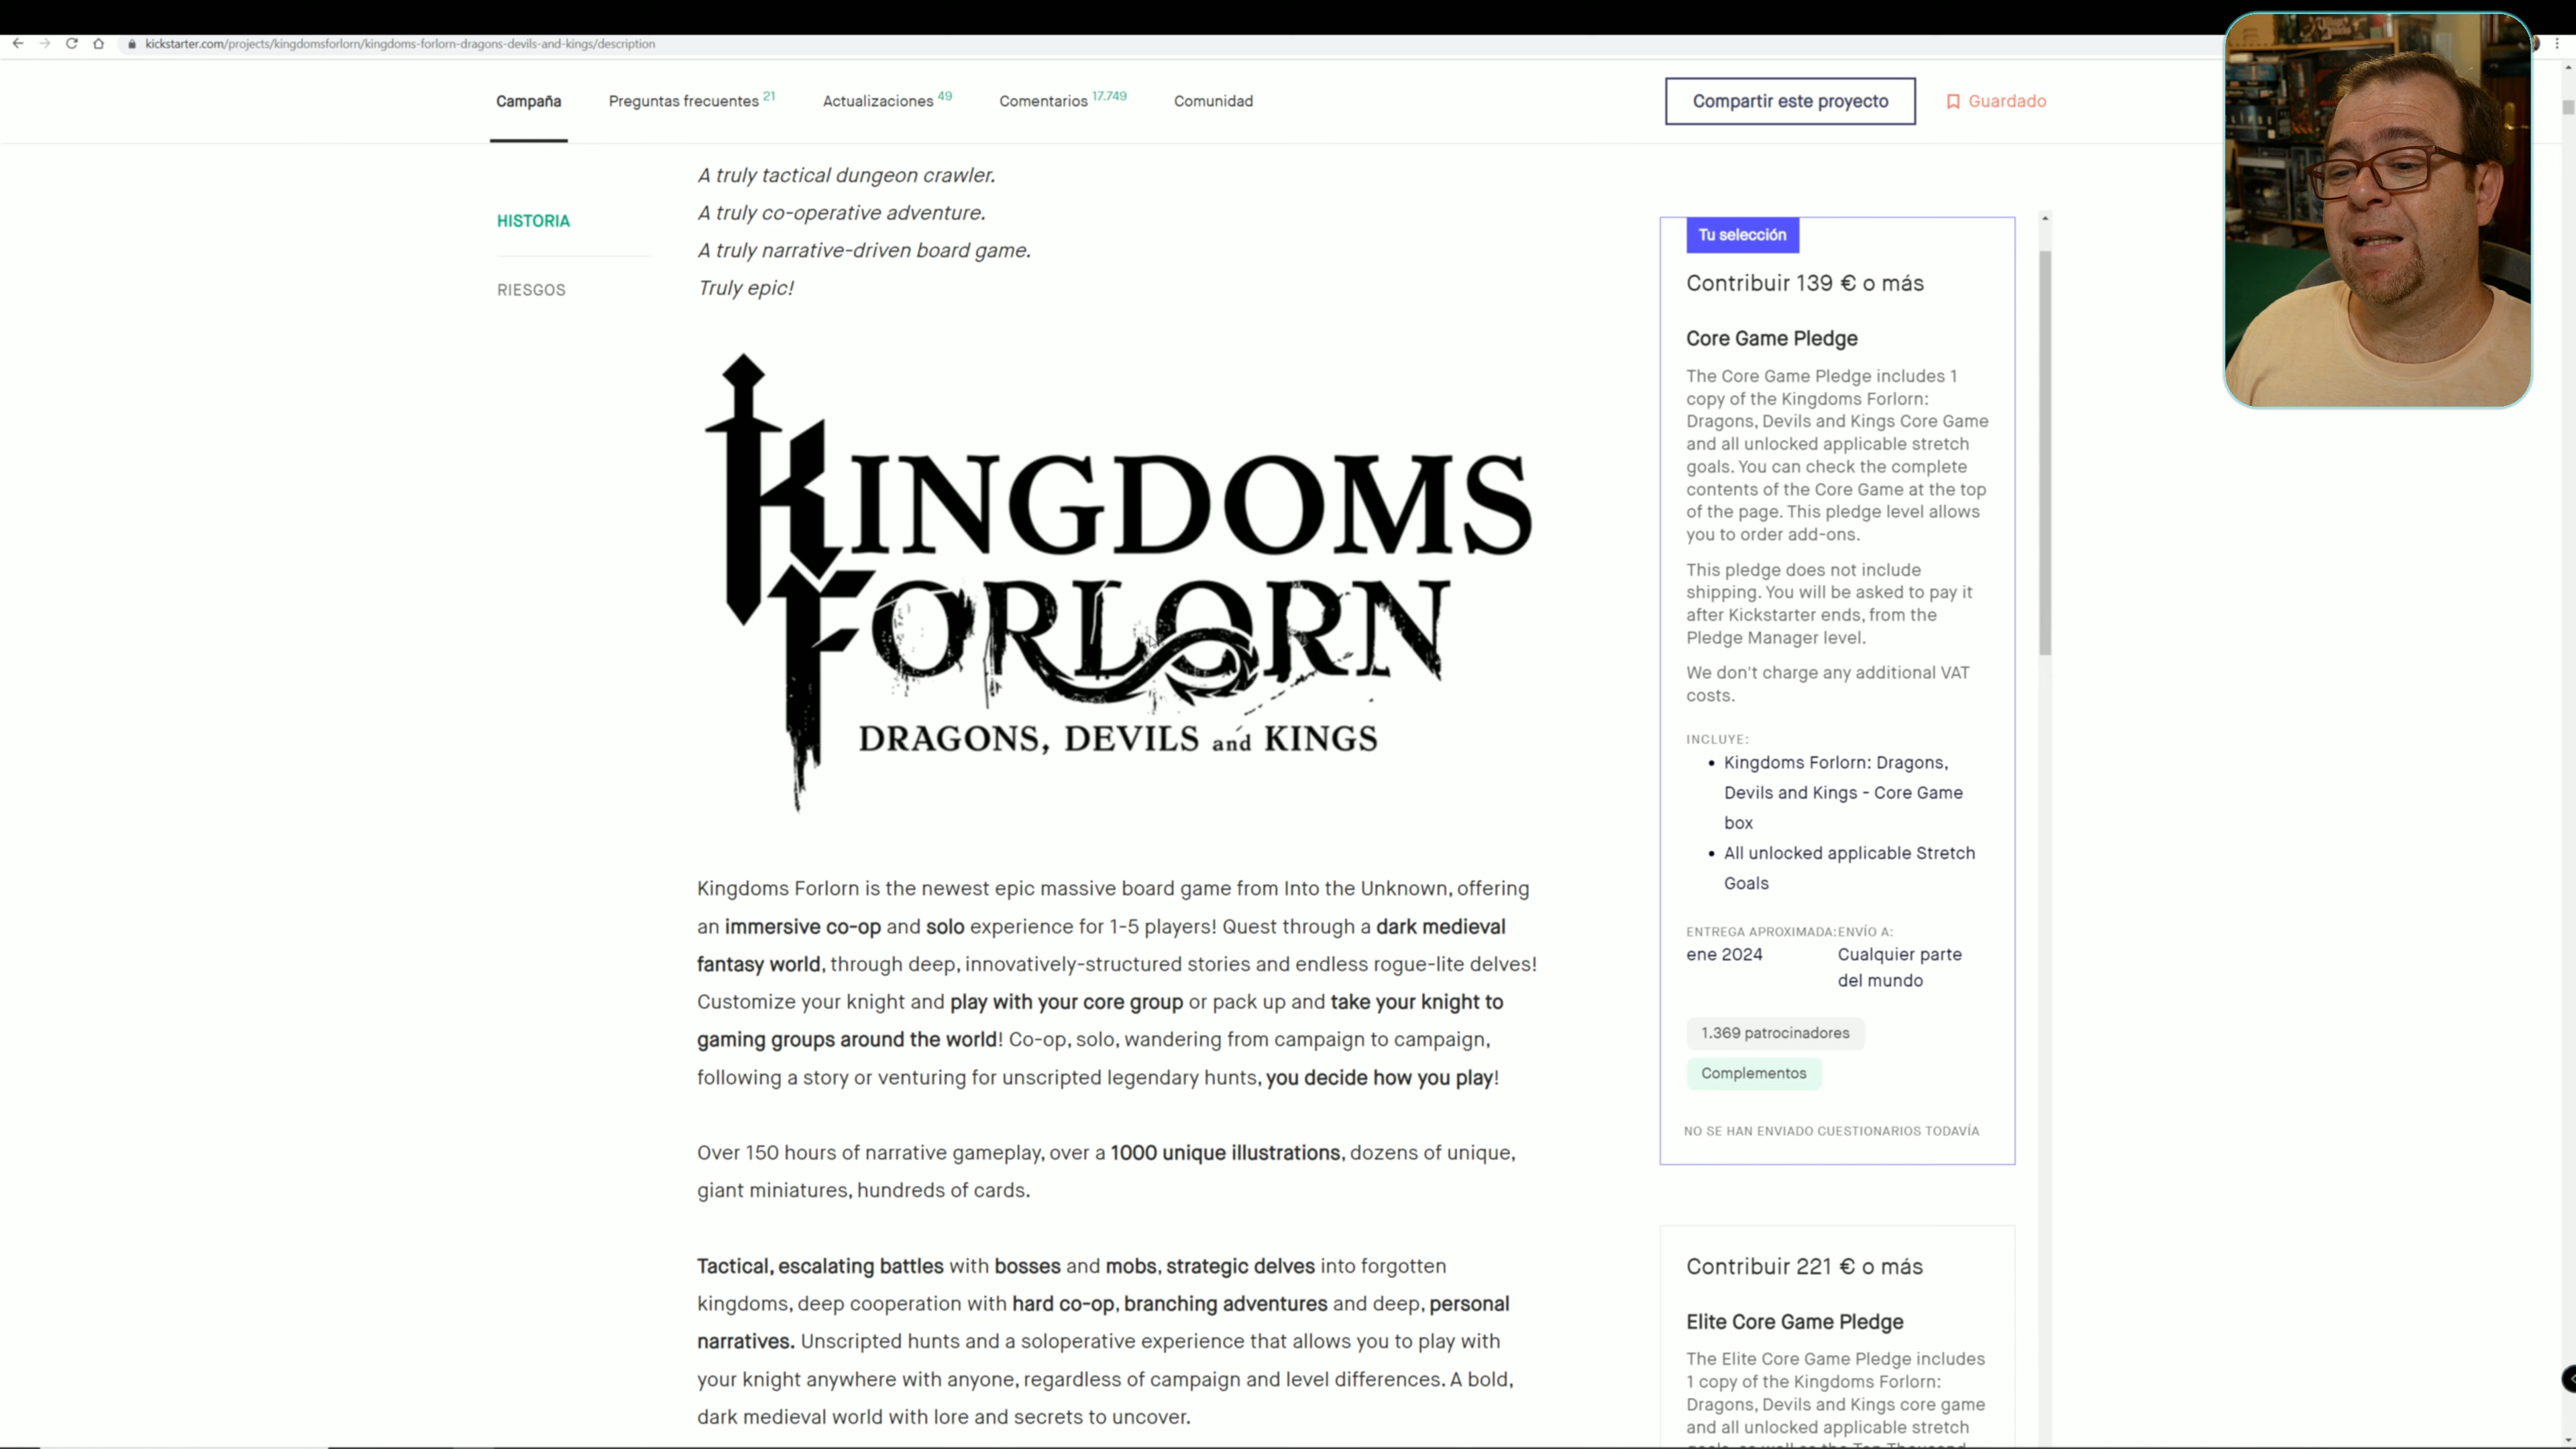 kickstarter.com/projects/kingdomsforlorn/kingdoms-forlorn-dragons-devils-and-kings/description
Campaña
Preguntas frecuentes 21
Actualizaciones 49
Comentarios 17.749
Comunidad
Compartir este proyecto
Guardado
HISTORIA
RIESGOS
A truly tactical dungeon crawler.
A truly co-operative adventure.
A truly narrative-driven board game.
Truly epic!
KINGDOMS
FORLORN
DRAGONS, DEVILS and KINGS
Kingdoms Forlorn is the newest epic massive board game from Into the Unknown, offering
an immersive co-op and solo experience for 1-5 players! Quest through a dark medieval
fantasy world, through deep, innovatively-structured stories and endless rogue-lite delves!
Customize your knight and play with your core group or pack up and take your knight to
gaming groups around the world! Co-op, solo, wandering from campaign to campaign,
following a story or venturing for unscripted legendary hunts, you decide how you play!
Over 150 hours of narrative gameplay, over a 1000 unique illustrations, dozens of unique,
giant miniatures, hundreds of cards.
Tactical, escalating battles with bosses and mobs, strategic delves into forgotten
kingdoms, deep cooperation with hard co-op, branching adventures and deep, personal
narratives. Unscripted hunts and a soloperative experience that allows you to play with
your knight anywhere with anyone, regardless of campaign and level differences. A bold,
dark medieval world with lore and secrets to uncover.
Tu selección
Contribuir 139 € o más
Core Game Pledge
The Core Game Pledge includes 1
copy of the Kingdoms Forlorn:
Dragons, Devils and Kings Core Game
and all unlocked applicable stretch
goals. You can check the complete
contents of the Core Game at the top
of the page. This pledge level allows
you to order add-ons.
This pledge does not include
shipping. You will be asked to pay it
after Kickstarter ends, from the
Pledge Manager level.
We don't charge any additional VAT
costs.
INCLUYE:
• Kingdoms Forlorn: Dragons,
Devils and Kings - Core Game
box
• All unlocked applicable Stretch
Goals
ENTREGA APROXIMADA:
ene 2024
ENVÍO A:
Cualquier parte
del mundo
1.369 patrocinadores
Complementos
NO SE HAN ENVIADO CUESTIONARIOS TODAVÍA
Contribuir 221 € o más
Elite Core Game Pledge
The Elite Core Game Pledge includes
1 copy of the Kingdoms Forlorn:
Dragons, Devils and Kings core game
and all unlocked applicable stretch